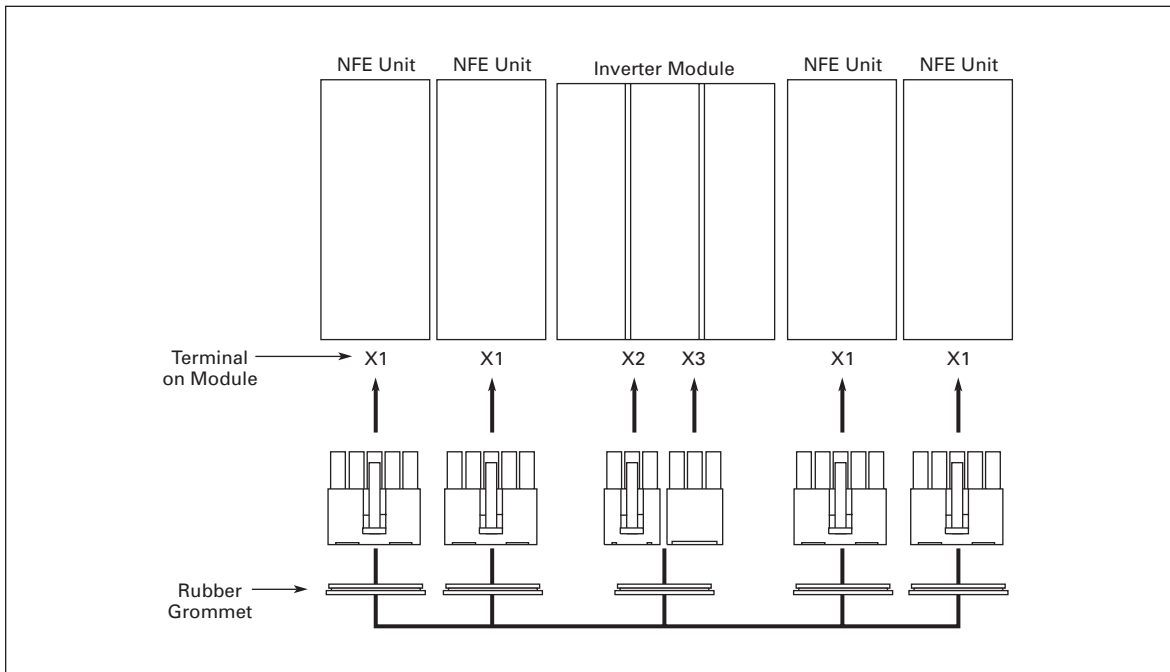 NFE Unit
NFE Unit
Inverter Module
NFE Unit
NFE Unit
Terminal
on Module
X1
X1
X2
X3
X1
X1
Rubber
Grommet